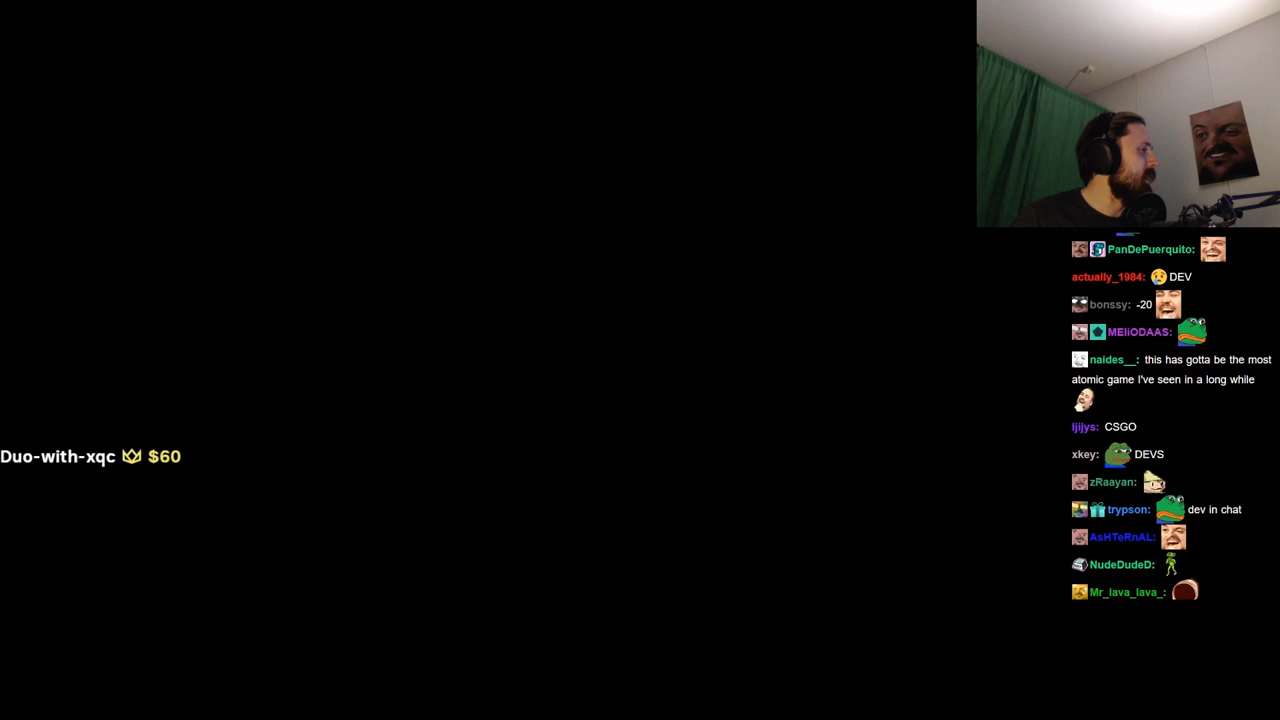 PanDePuerquito:
actually_1984: DEV
bonssy: -20
MEliODAAS:
naides__: this has gotta be the most
atomic game I've seen in a long while
ljijys: CSGO
Duo-with-xqc $60
xkey: DEVS
zRaayan:
trypson: dev in chat
AsHTeRnAL:
NudeDudeD:
Mr_lava_lava_: